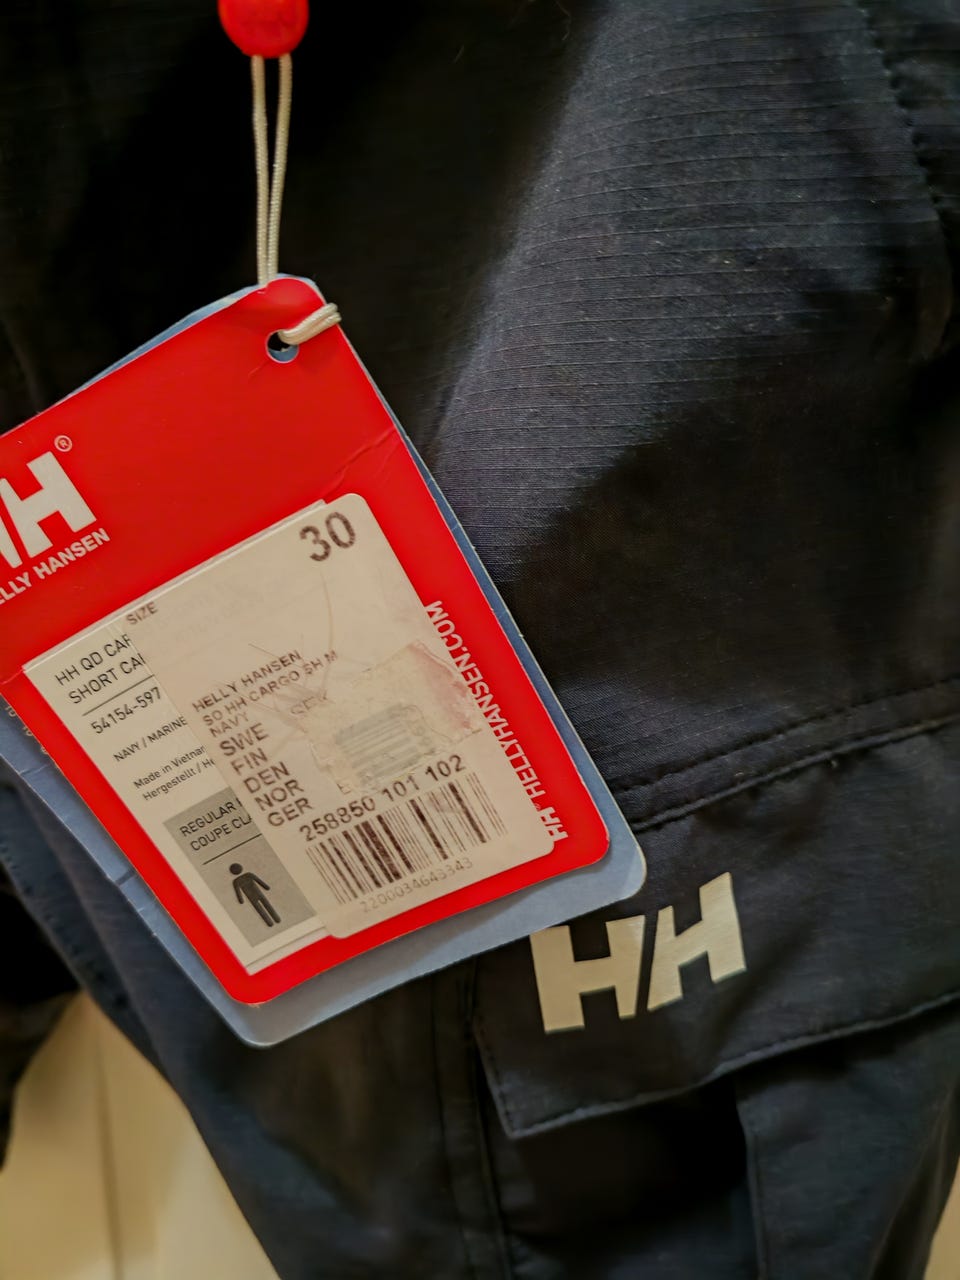 ®
HH
ELLY HANSEN
30
SIZE
HH QD CAR
SHORT CA
54154-597
NAVY / MARINE
Made in Vietnam
Hergestellt / He
REGULAR
COUPE CLA
HELLY HANSEN
SO HH CARGO SH M
NAVY
SWE
FIN
DEN
NOR
GER
258850 101 102
2200034643343
HH® HELLYHANSEN.COM
HH